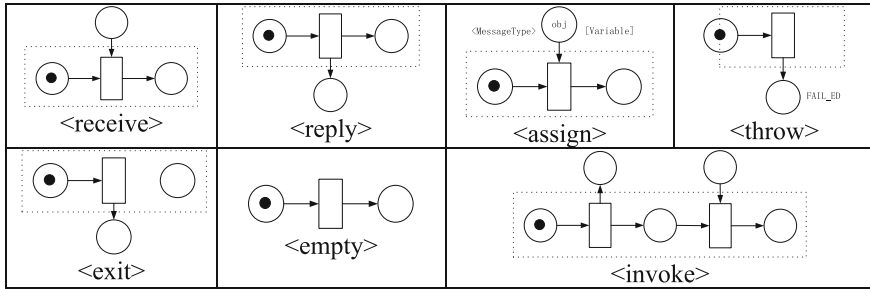 <MessageType> obj [Variable]
FAIL_ED
<receive>
<reply>
<assign>
<throw>
<exit>
<empty>
<invoke>